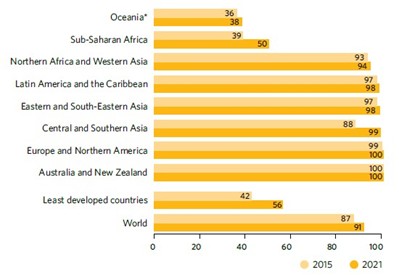 Oceania*
36
38
Sub-Saharan Africa
39
50
Northern Africa and Western Asia
93
94
Latin America and the Caribbean
97
98
Eastern and South-Eastern Asia
97
98
Central and Southern Asia
88
99
Europe and Northern America
99
100
Australia and New Zealand
100
100
Least developed countries
42
56
World
87
91
0 20 40 60 80 100
2015 2021